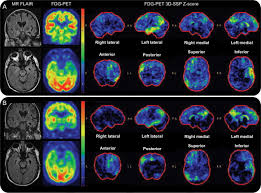 A
MR FLAIR FDG-PET FDG-PET 3D-SSP Z-score
Right lateral Left lateral Right medial Left medial
Anterior Posterior Superior Inferior
B
Right lateral Left lateral Right medial Left medial
Anterior Posterior Superior Inferior